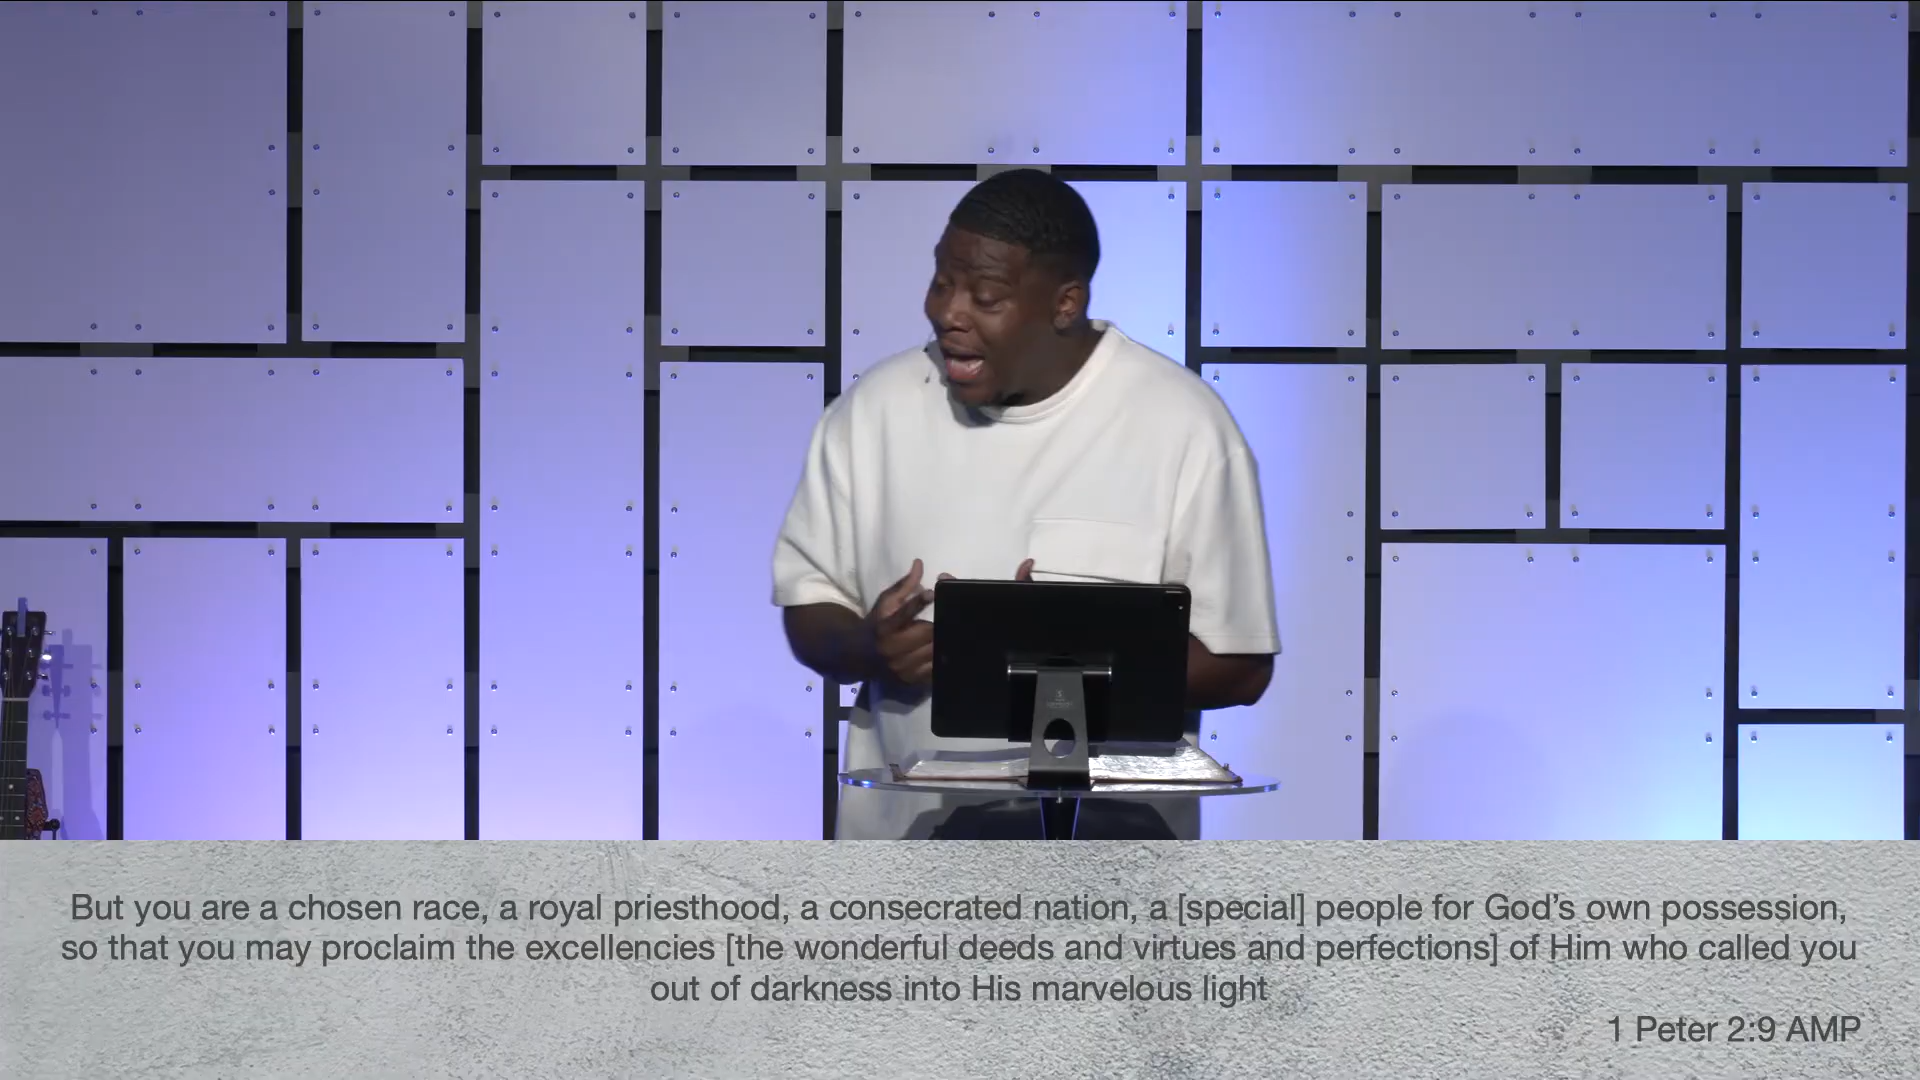 But you are a chosen race, a royal priesthood, a consecrated nation, a [special] people for God’s own possession,
so that you may proclaim the excellencies [the wonderful deeds and virtues and perfections] of Him who called you
out of darkness into His marvelous light
1 Peter 2:9 AMP